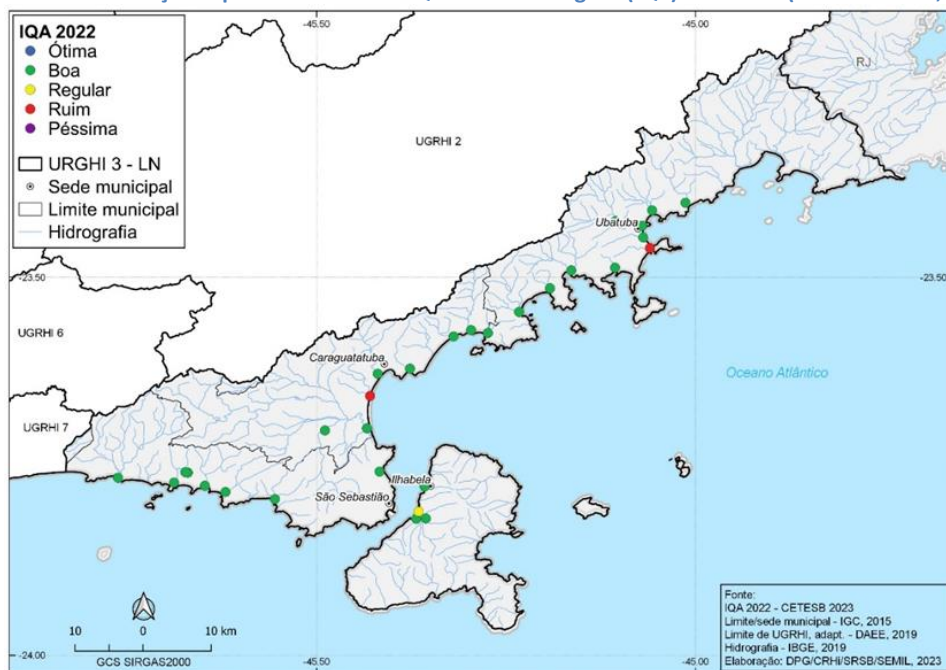 IQA 2022
Ótima
Boa
Regular
Ruim
Péssima
URGHI 3 - LN
Sede municipal
Limite municipal
Hidrografia
-45.50
-45.00
RJ
UGRHI 2
Ubatuba
-23.50
-23.50
UGRHI 6
Caraguatatuba
Oceano Atlântico
UGRHI 7
Ilhabela
São Sebastião
10 0 10 km
GCS SIRGAS2000
-24.00
-45.50
-45.00
Fonte:
IQA 2022 - CETESB 2023
Limite/sede municipal - IGC, 2015
Limite de UGRHI, adapt. - DAEE, 2019
Hidrografia - IBGE, 2019
Elaboração: DPG/CRHi/SRSB/SEMIL, 2023